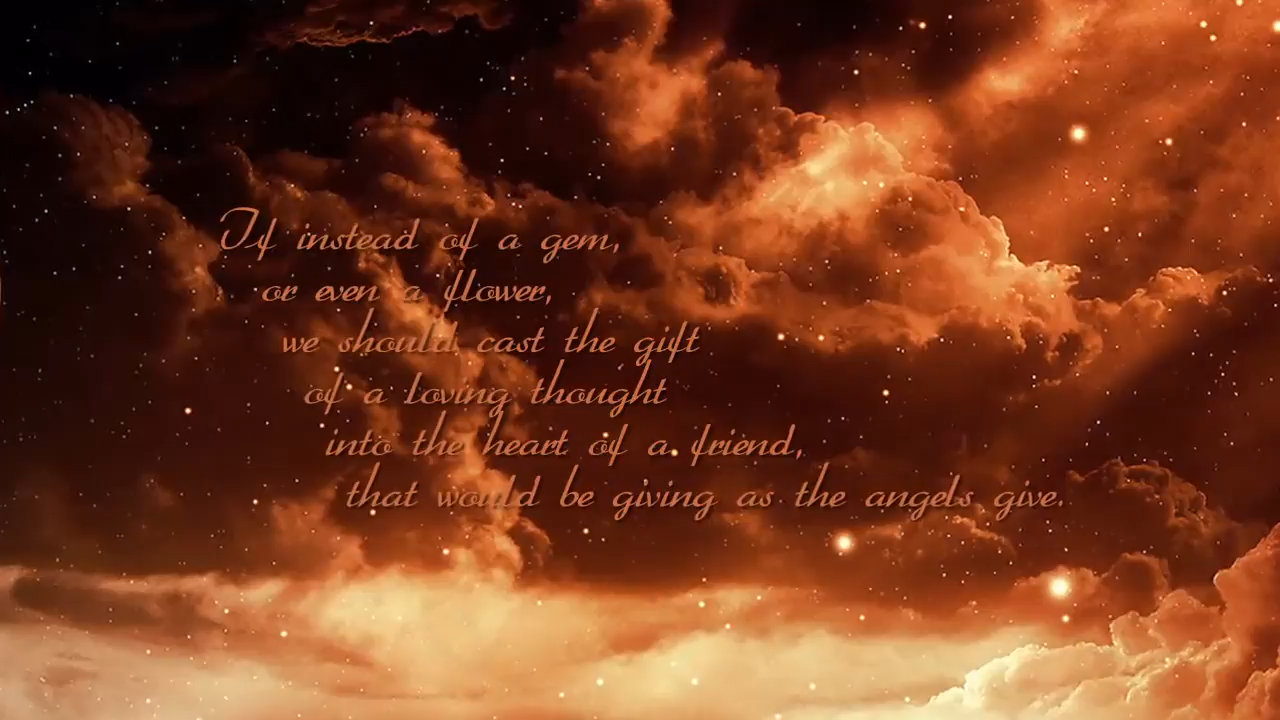 If instead of a gem,
or even a flower,
we should cast the gift
of a loving thought
into the heart of a friend,
that would be giving as the angels give.